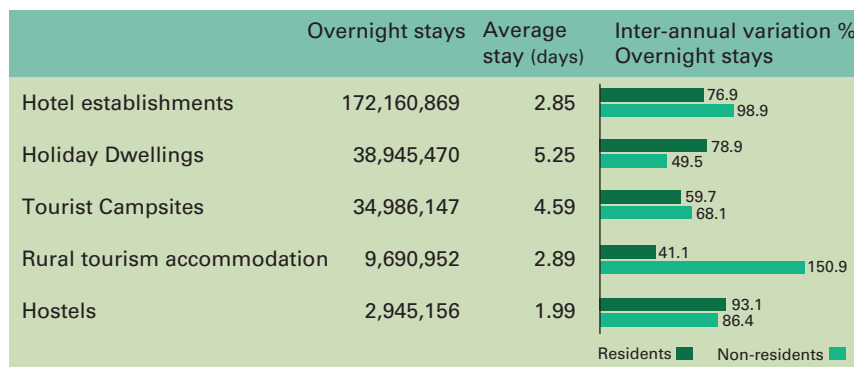 Overnight stays Average stay (days) Inter-annual variation % Overnight stays
Hotel establishments 172,160,869 2.85 76.9 98.9
Holiday Dwellings 38,945,470 5.25 78.9 49.5
Tourist Campsites 34,986,147 4.59 59.7 68.1
Rural tourism accommodation 9,690,952 2.89 41.1 150.9
Hostels 2,945,156 1.99 93.1 86.4
Residents Non-residents